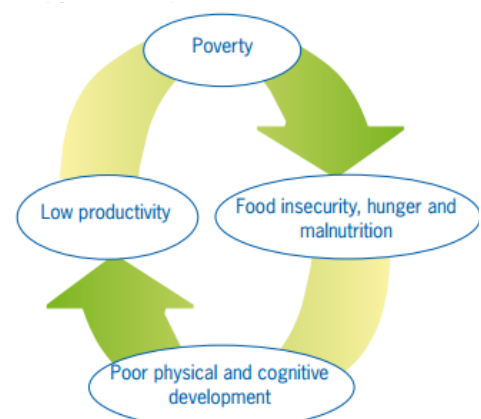 Poverty
Low productivity
Food insecurity, hunger and
malnutrition
Poor physical and cognitive
development